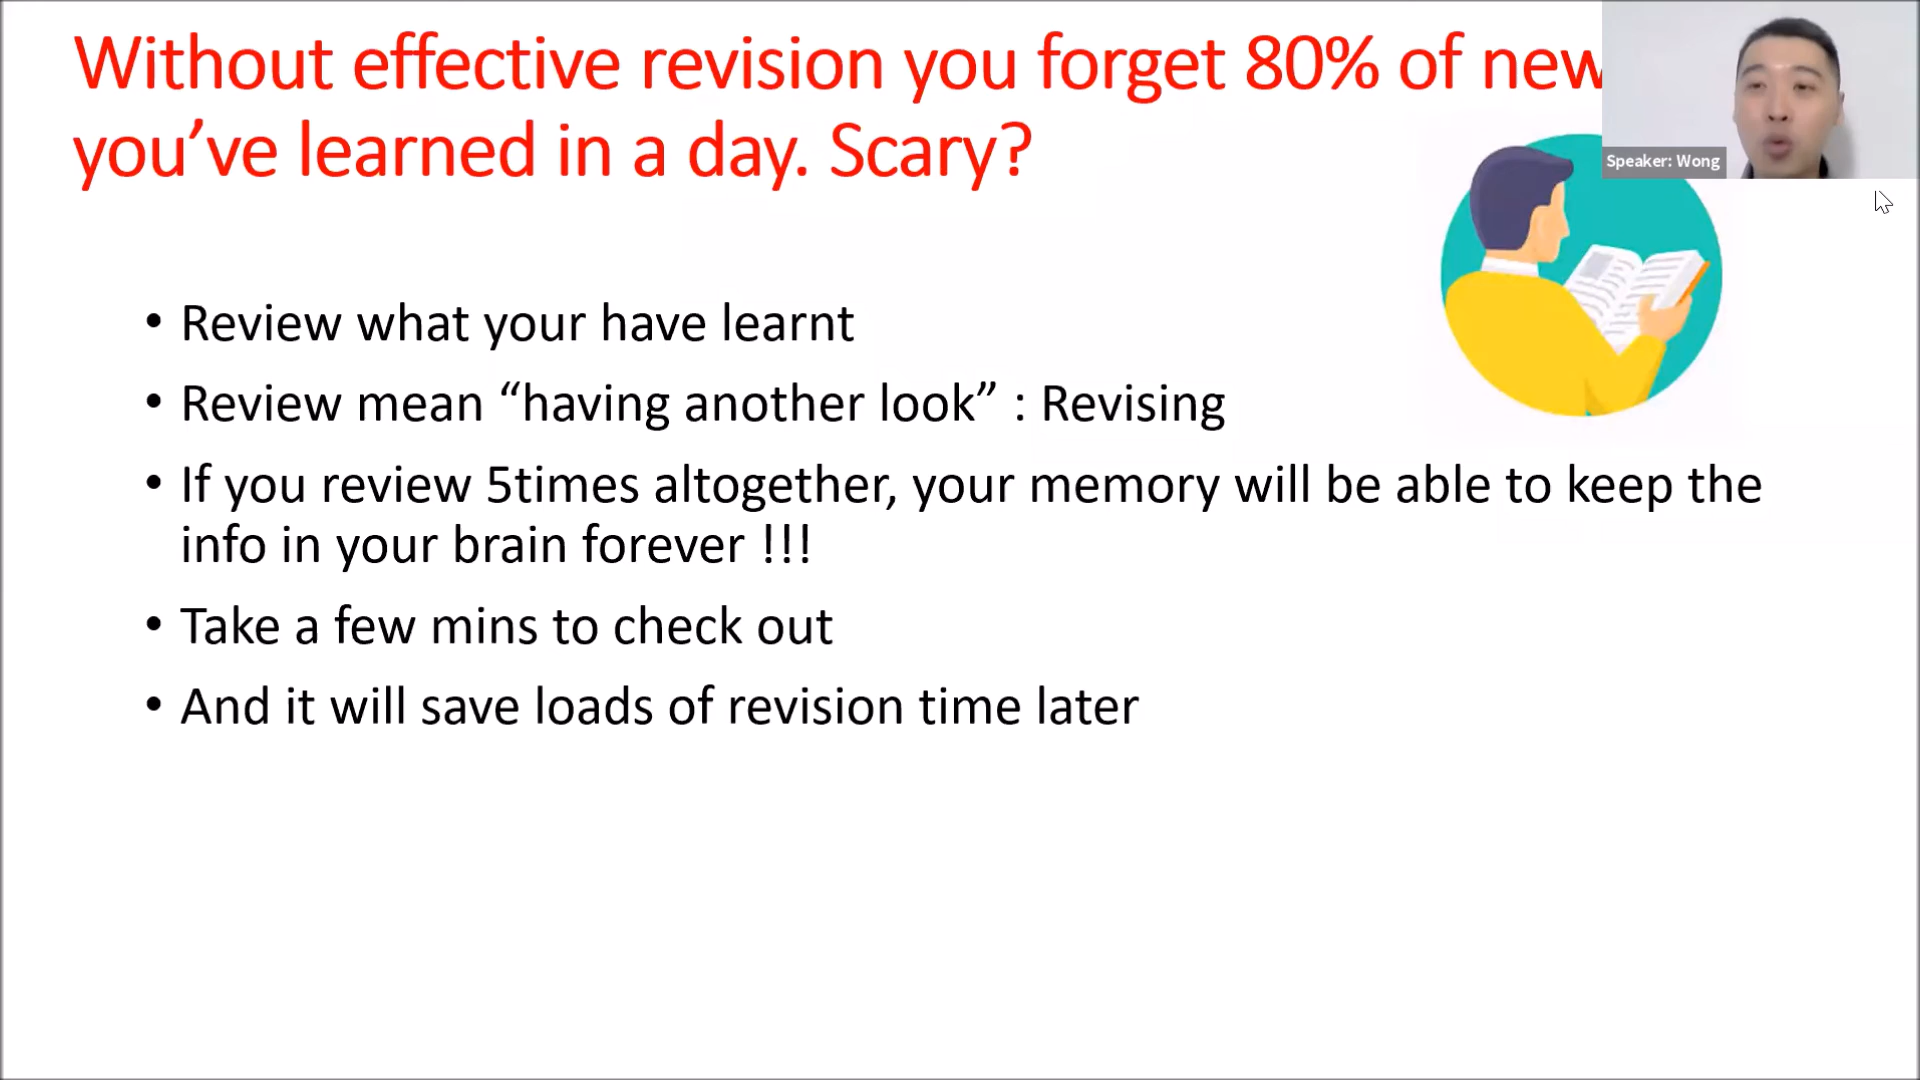 Without effective revision you forget 80% of new
you’ve learned in a day. Scary?
Speaker: Wong
• Review what your have learnt
• Review mean “having another look” : Revising
• If you review 5times altogether, your memory will be able to keep the
info in your brain forever !!!
• Take a few mins to check out
• And it will save loads of revision time later